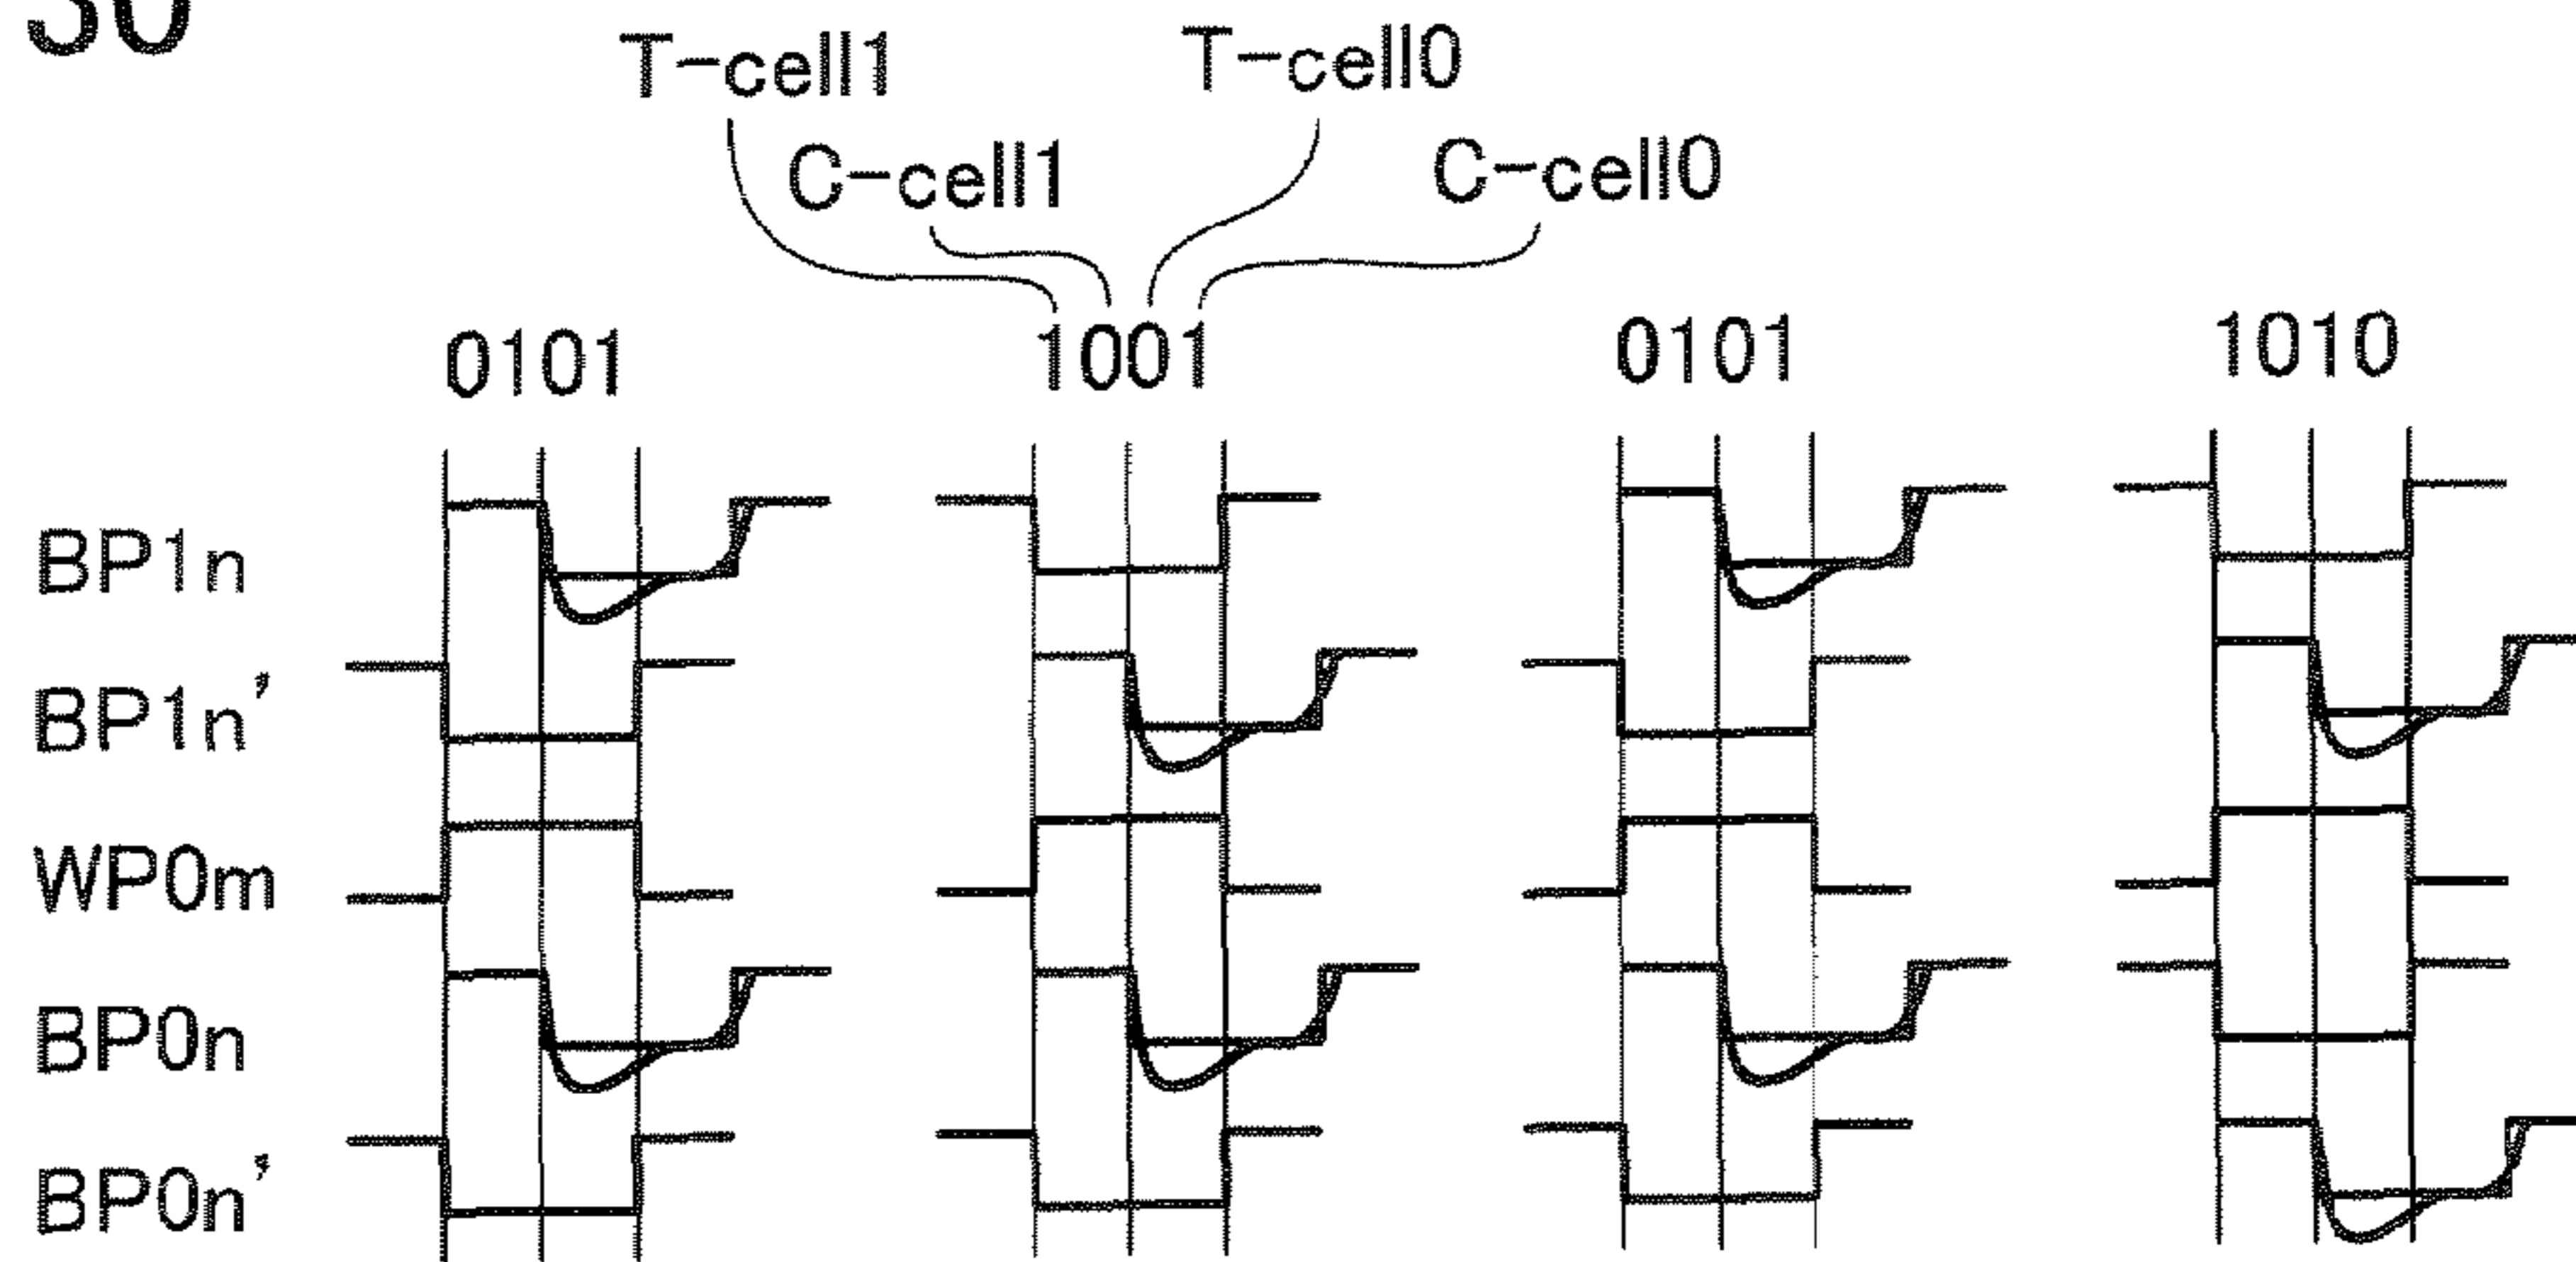 30
T-cell1 T-cell0
C-cell1 C-cell0
0101 1001 0101 1010
BP1n
BP1n'
WP0m
BP0n
BP0n'